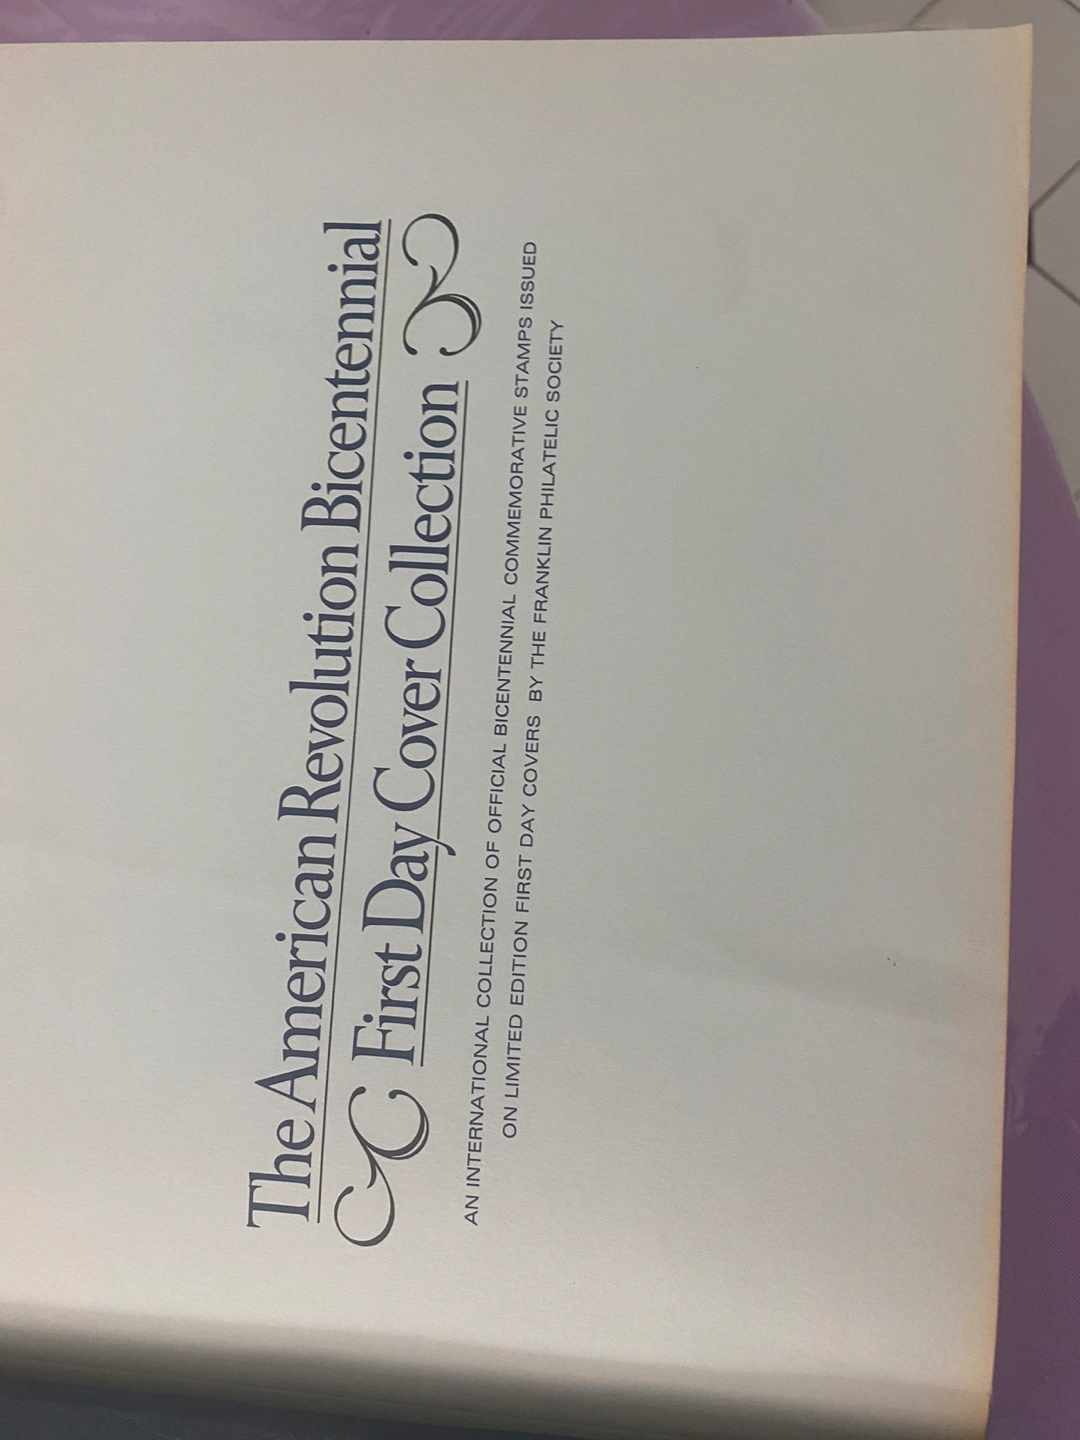 The American Revolution Bicentennial
First Day Cover Collection
AN INTERNATIONAL COLLECTION OF OFFICIAL BICENTENNIAL COMMEMORATIVE STAMPS ISSUED
ON LIMITED EDITION FIRST DAY COVERS BY THE FRANKLIN PHILATELIC SOCIETY